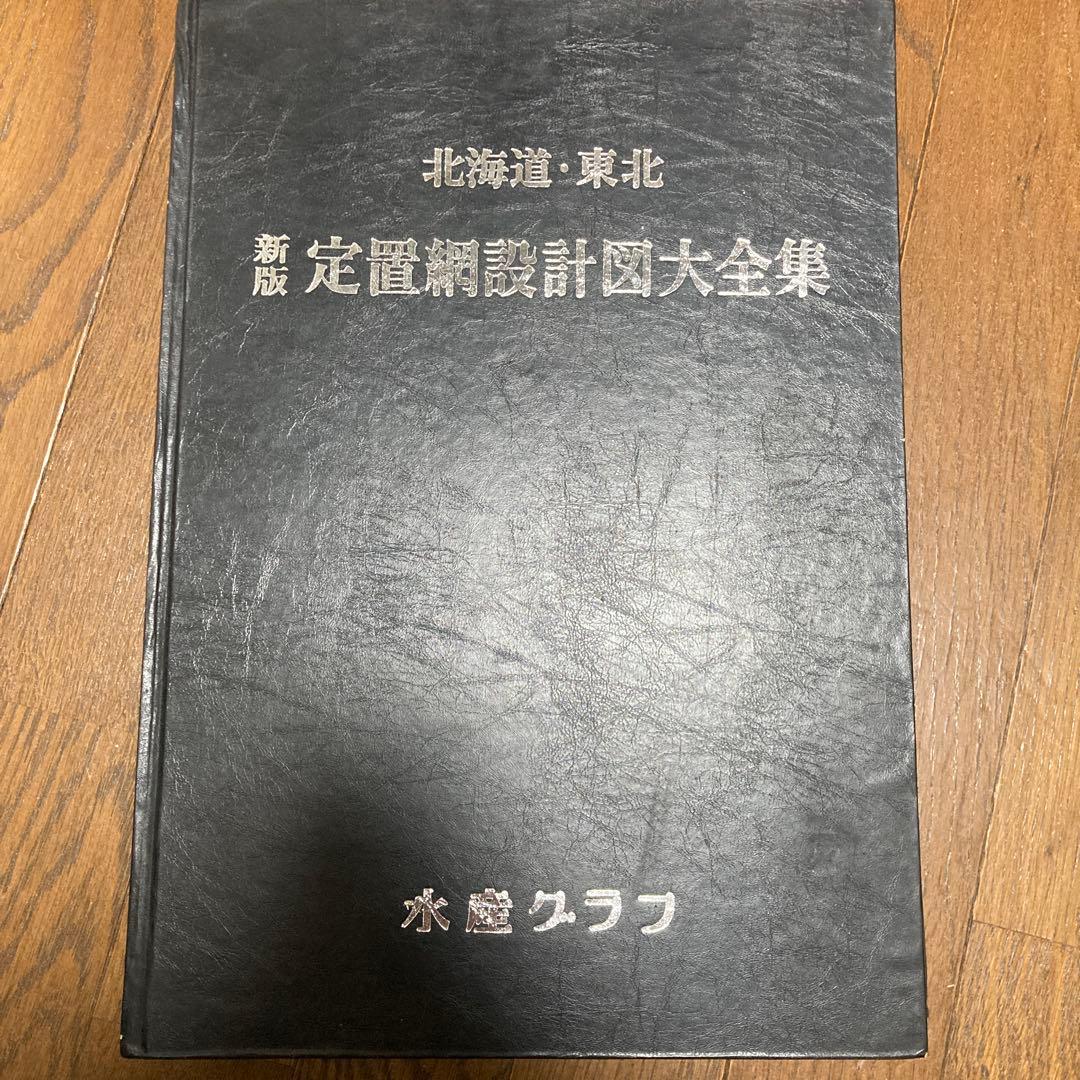 北海道・東北
新版 定置網設計図大全集
水産グラフ